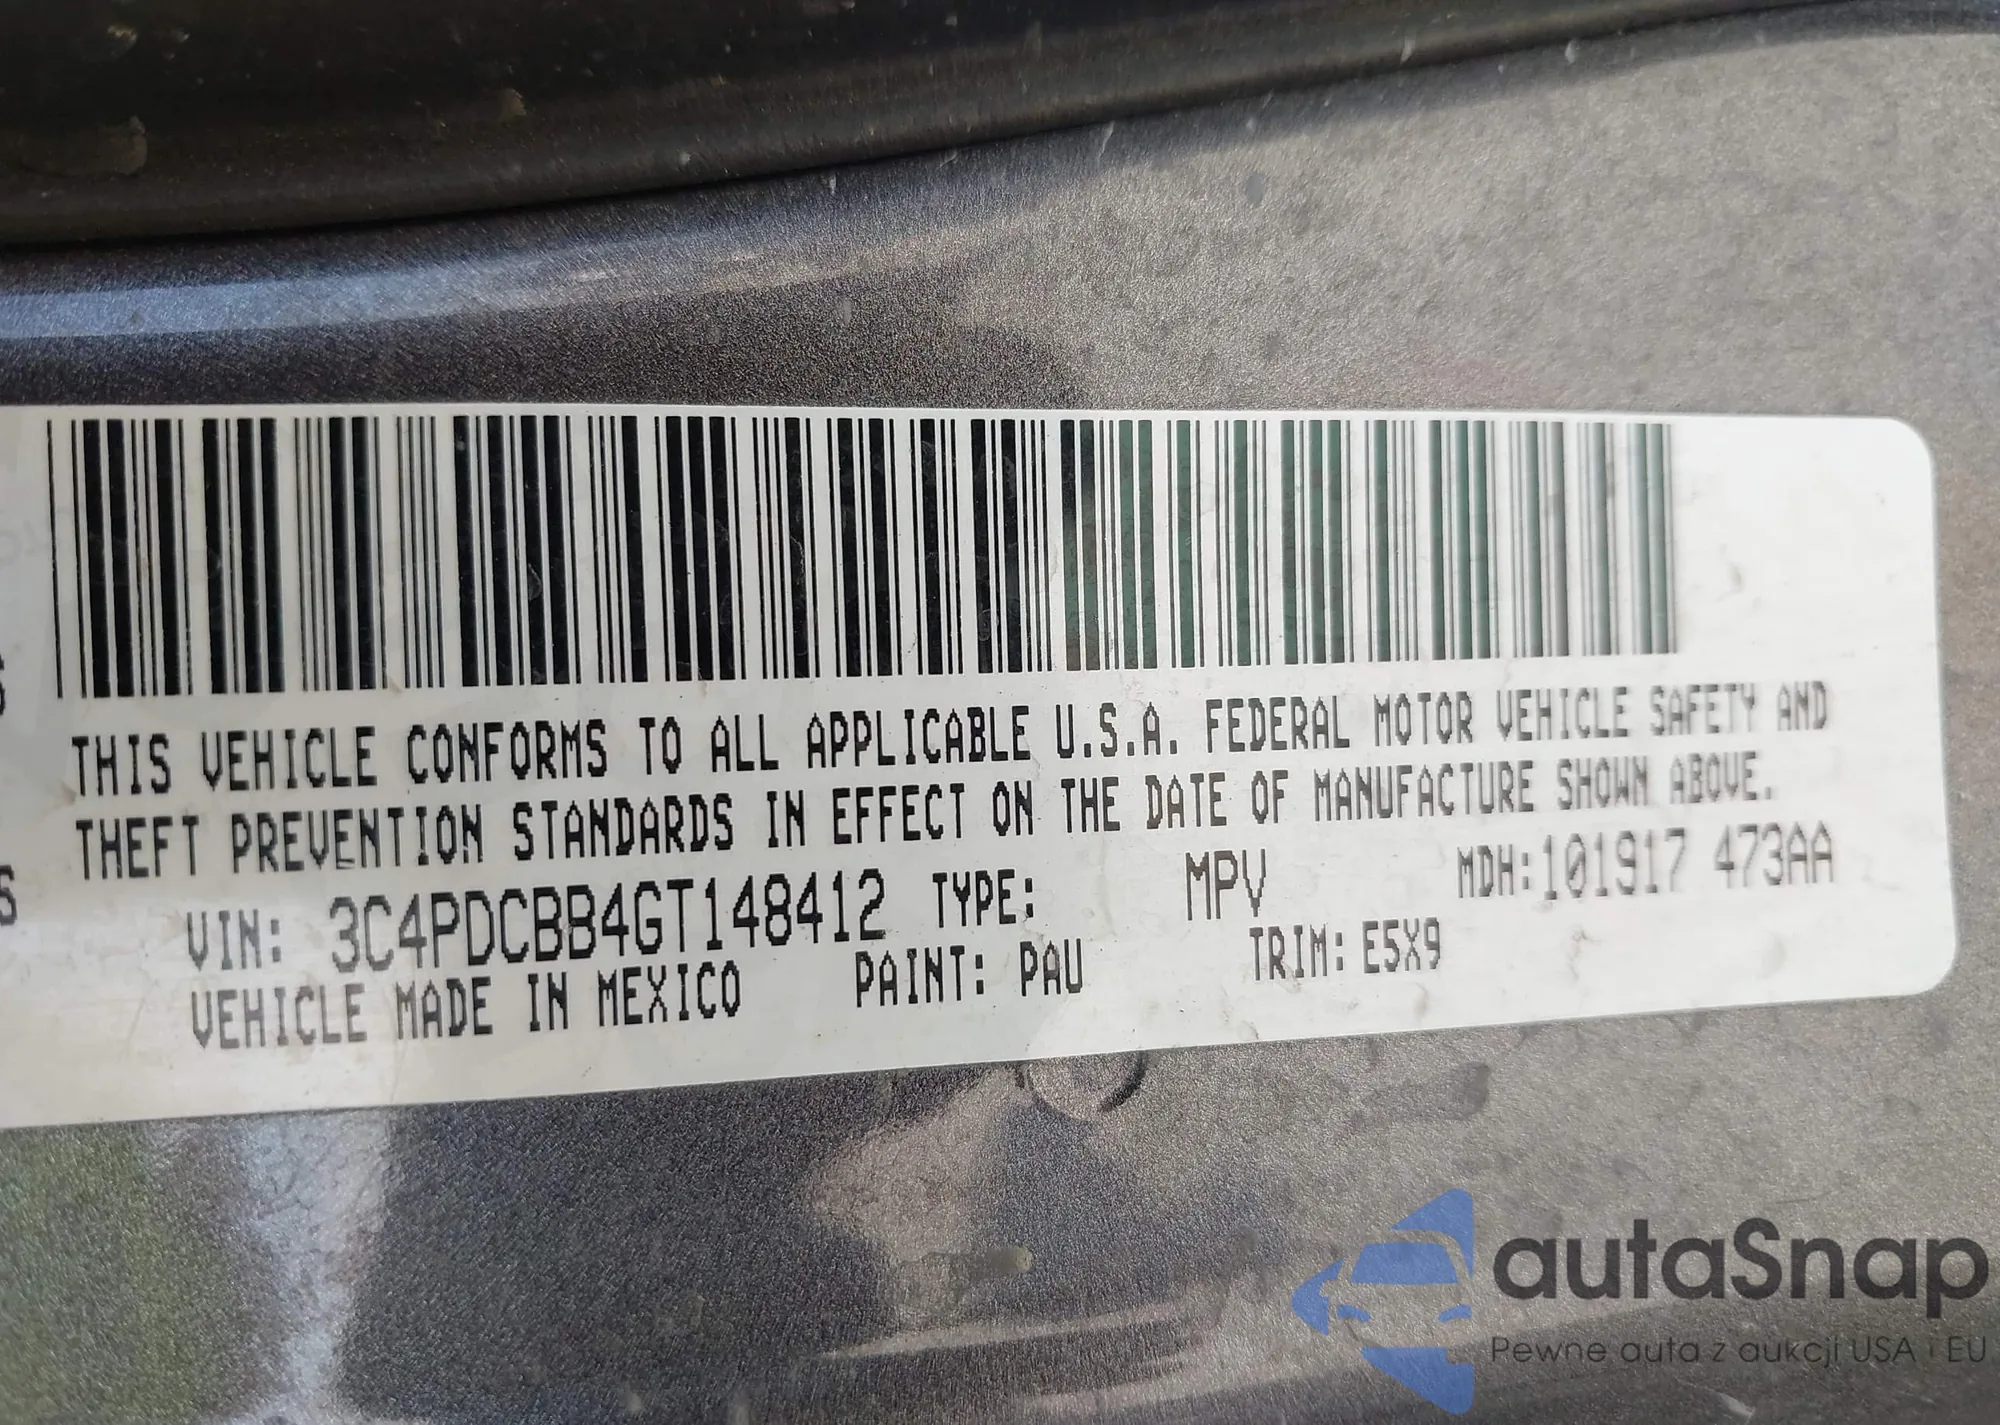 THIS VEHICLE CONFORMS TO ALL APPLICABLE U.S.A. FEDERAL MOTOR VEHICLE SAFETY AND
THEFT PREVENTION STANDARDS IN EFFECT ON THE DATE OF MANUFACTURE SHOWN ABOVE.
VIN: 3C4PDCBB4GT148412 TYPE: MPV MDH:101917 473AA
VEHICLE MADE IN MEXICO PAINT: PAU TRIM: E5X9
autaSnap
Pewne auta z aukcji USA i EU